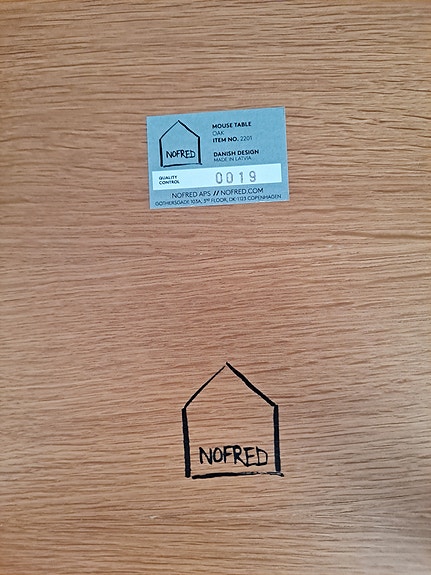 NOFRED
MOUSE TABLE
OAK
ITEM NO. 2201
DANISH DESIGN
MADE IN LATVIA
QUALITY
CONTROL
0019
NOFRED APS // NOFRED.COM
GOTHERSGADE 103A, 3RD FLOOR, DK-1123 COPENHAGEN
NOFRED